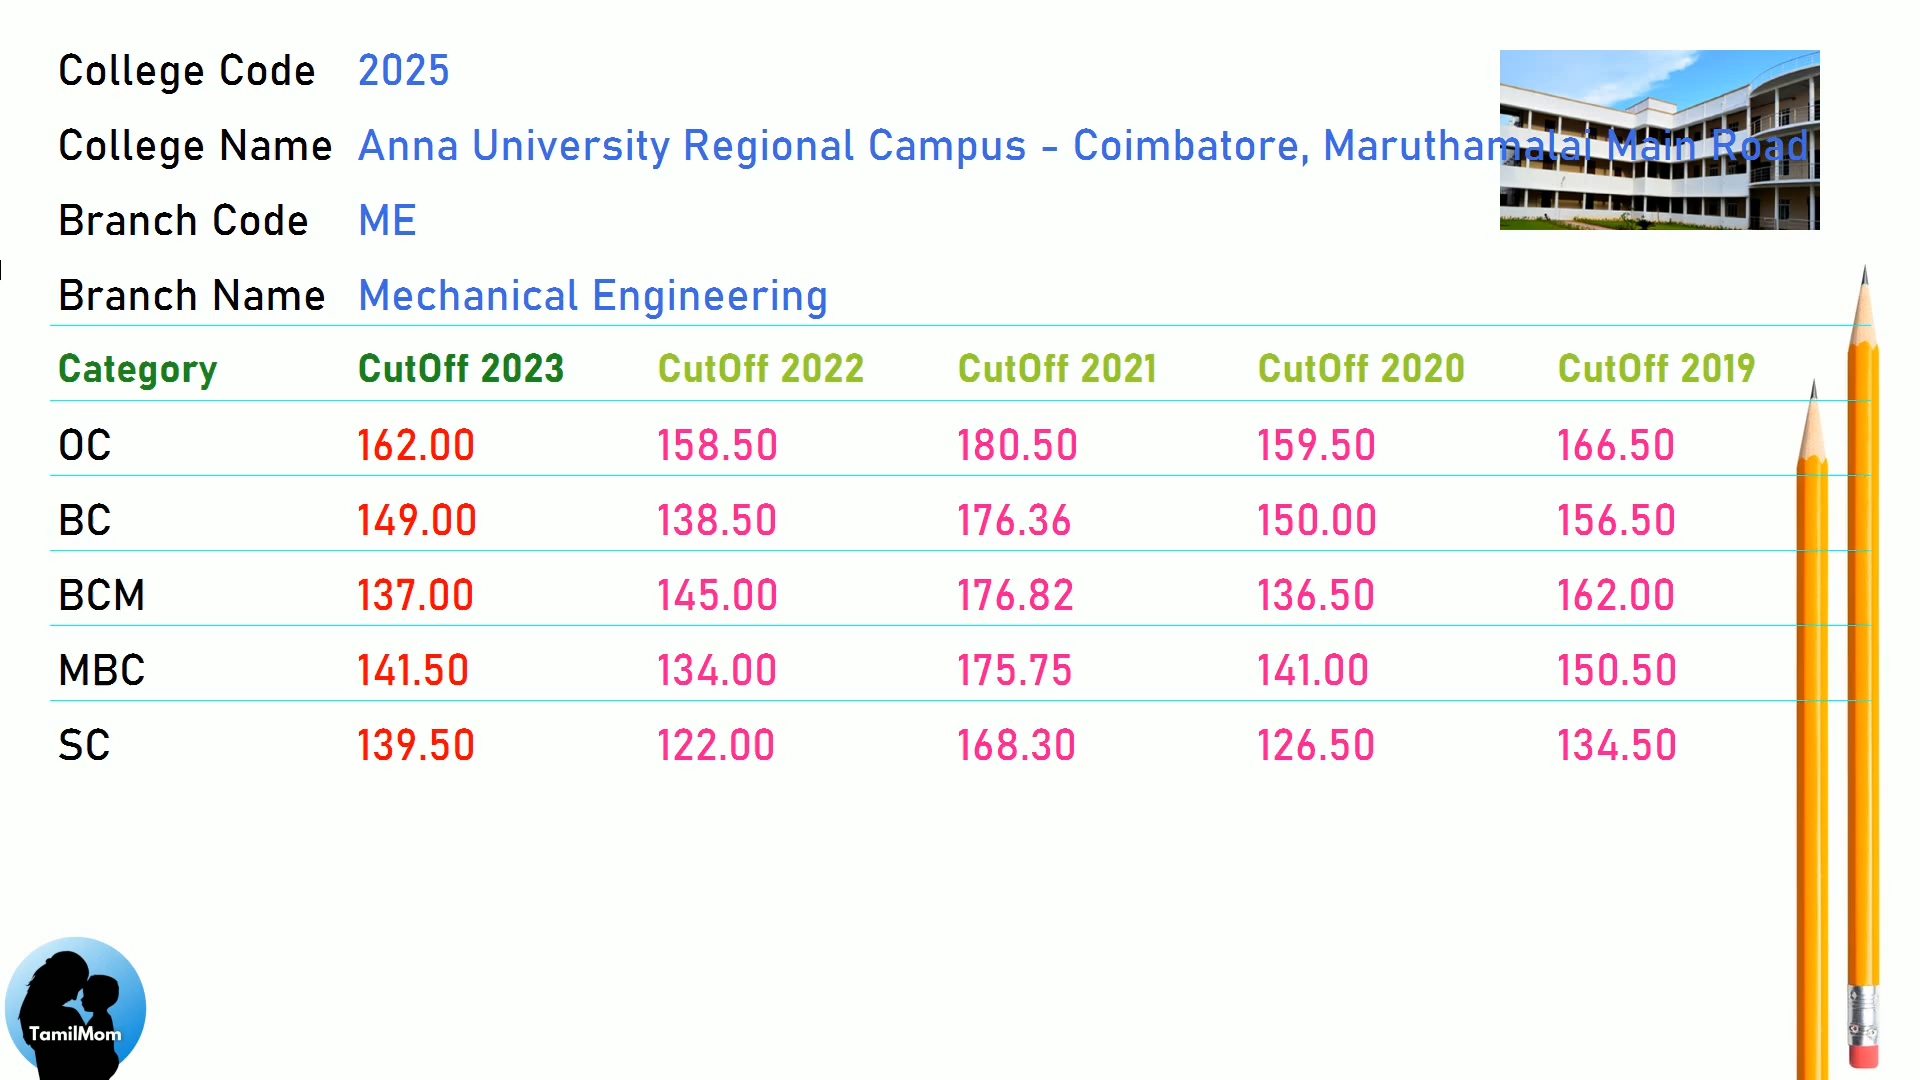 College Code 2025
College Name Anna University Regional Campus - Coimbatore, Maruthamalai Main Road
Branch Code ME
Branch Name Mechanical Engineering
Category CutOff 2023 CutOff 2022 CutOff 2021 CutOff 2020 CutOff 2019
OC 162.00 158.50 180.50 159.50 166.50
BC 149.00 138.50 176.36 150.00 156.50
BCM 137.00 145.00 176.82 136.50 162.00
MBC 141.50 134.00 175.75 141.00 150.50
SC 139.50 122.00 168.30 126.50 134.50
TamilMom